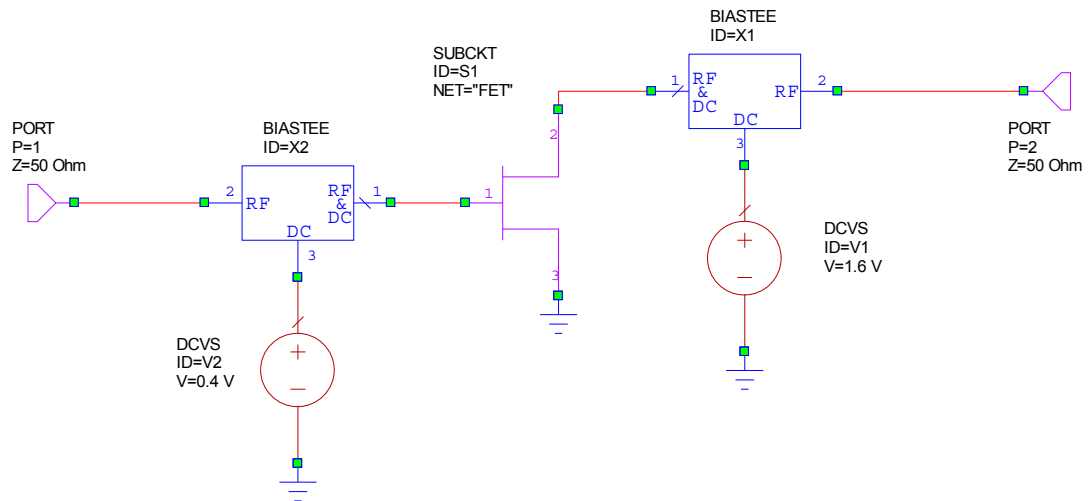 PORT
P=1
Z=50 Ohm
BIASTEE
ID=X2
2
RF
RF
&
DC
1
DC
3
DCVS
ID=V2
V=0.4 V
+
−
SUBCKT
ID=S1
NET="FET"
1
2
3
BIASTEE
ID=X1
1
RF
&
DC
RF
2
DC
3
DCVS
ID=V1
V=1.6 V
+
−
PORT
P=2
Z=50 Ohm